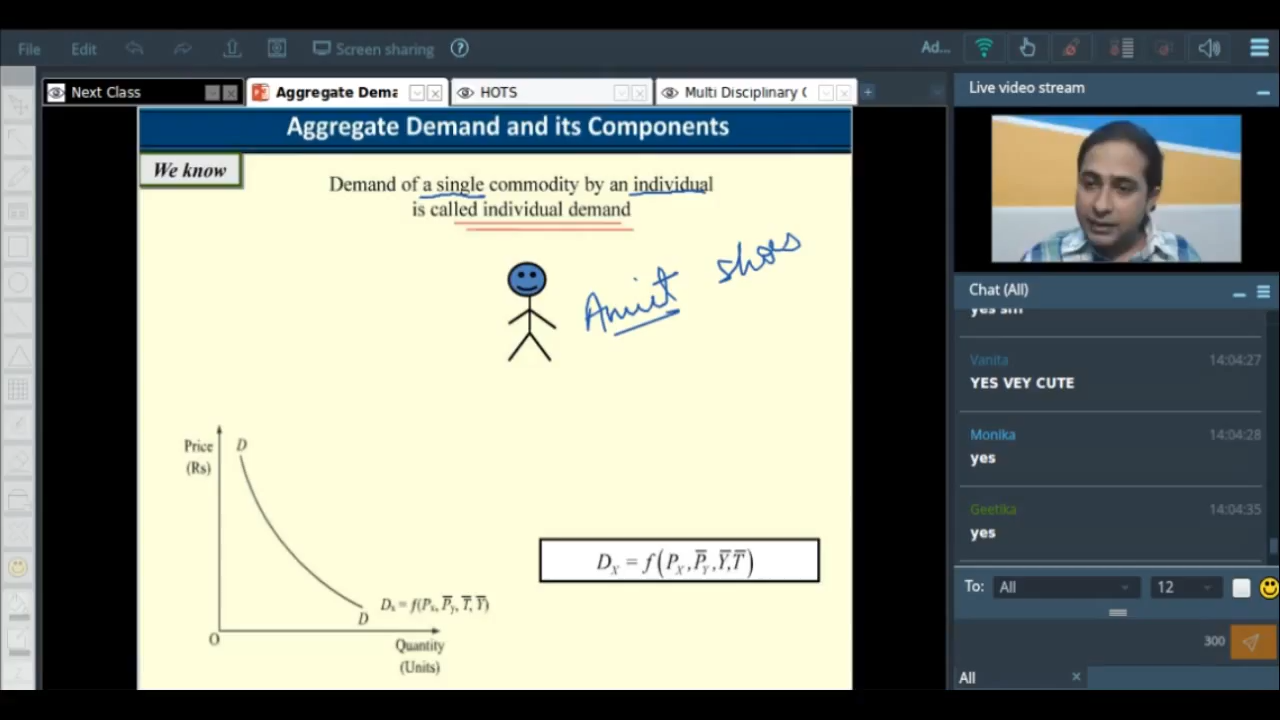 File Edit Screen sharing ? Ad...
Next Class Aggregate Dema HOTS Multi Disciplinary C
Aggregate Demand and its Components
We know
Demand of a single commodity by an individual
is called individual demand
Amit shoes
Price
(Rs)
D
D
Dx = f(Px, P̅y, T̅, Y̅)
O
Quantity
(Units)
DX = f(PX, P̅Y, Y̅, T̅)
Live video stream
Chat (All)
yes sir
Vanita 14:04:27
YES VEY CUTE
Monika 14:04:28
yes
Geetika 14:04:35
yes
To: All 12
300
All